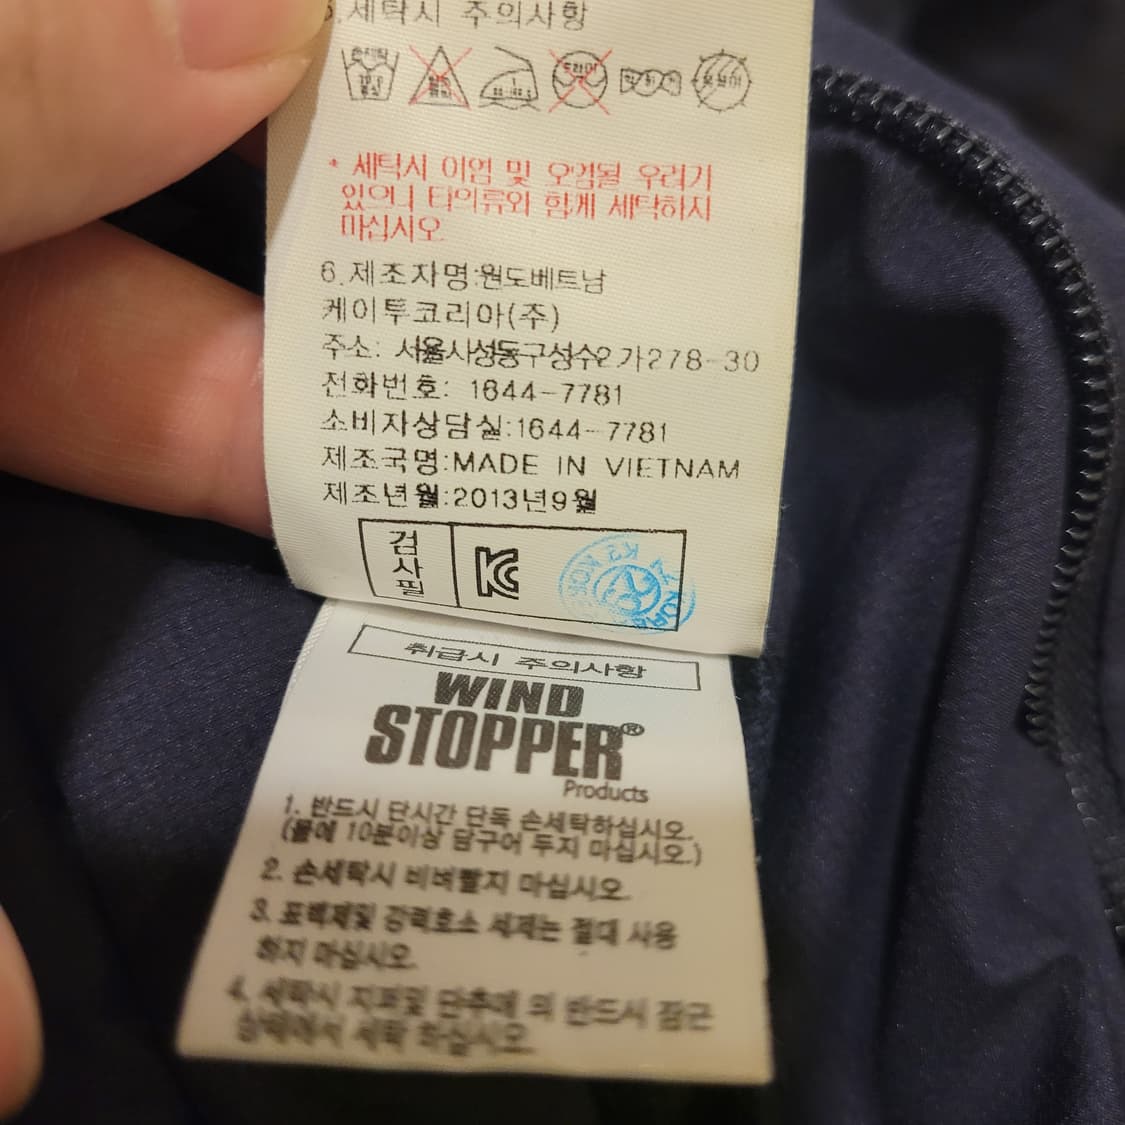 5.세탁시 주의사항
드라이
* 세탁시 이염 및 오염될 우려가
있으니 타의류와 함께 세탁하지
마십시오
6.제조자명:원도베트남
케이투코리아(주)
주소: 서울시성동구성수2가278-30
전화번호: 1644-7781
소비자상담실:1644-7781
제조국명:MADE IN VIETNAM
제조년월:2013년9월
검사필
취급시 주의사항
WIND
STOPPER®
Products
1. 반드시 단시간 단독 손세탁하십시오.
(물에 10분이상 담구어 두지 마십시오.)
2. 손세탁시 비벼빨지 마십시오.
3. 표백제및 강력효소 세제는 절대 사용
하지 마십시오.
4. 세탁시 지퍼및 단추에 의 반드시 잠근
상태에서 세탁 하십시오.